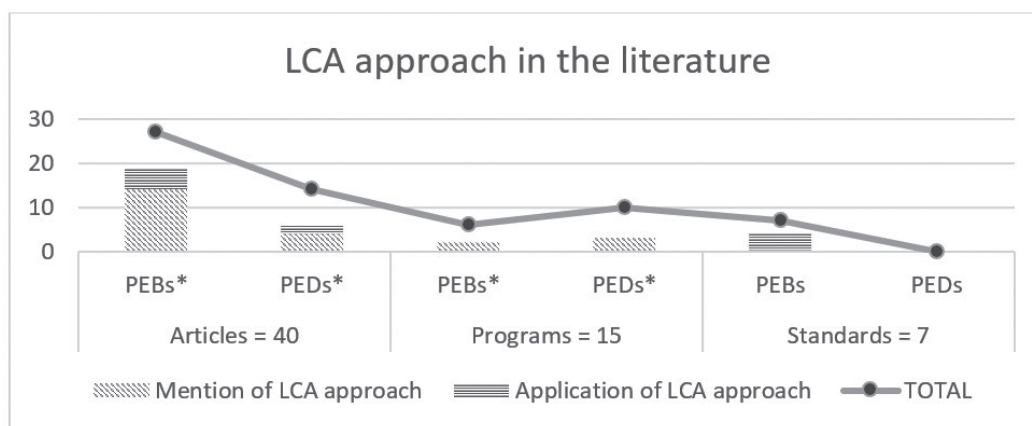 LCA approach in the literature
30
20
10
0
PEBs* PEDs* PEBs* PEDs* PEBs PEDs
Articles = 40 Programs = 15 Standards = 7
Mention of LCA approach Application of LCA approach TOTAL